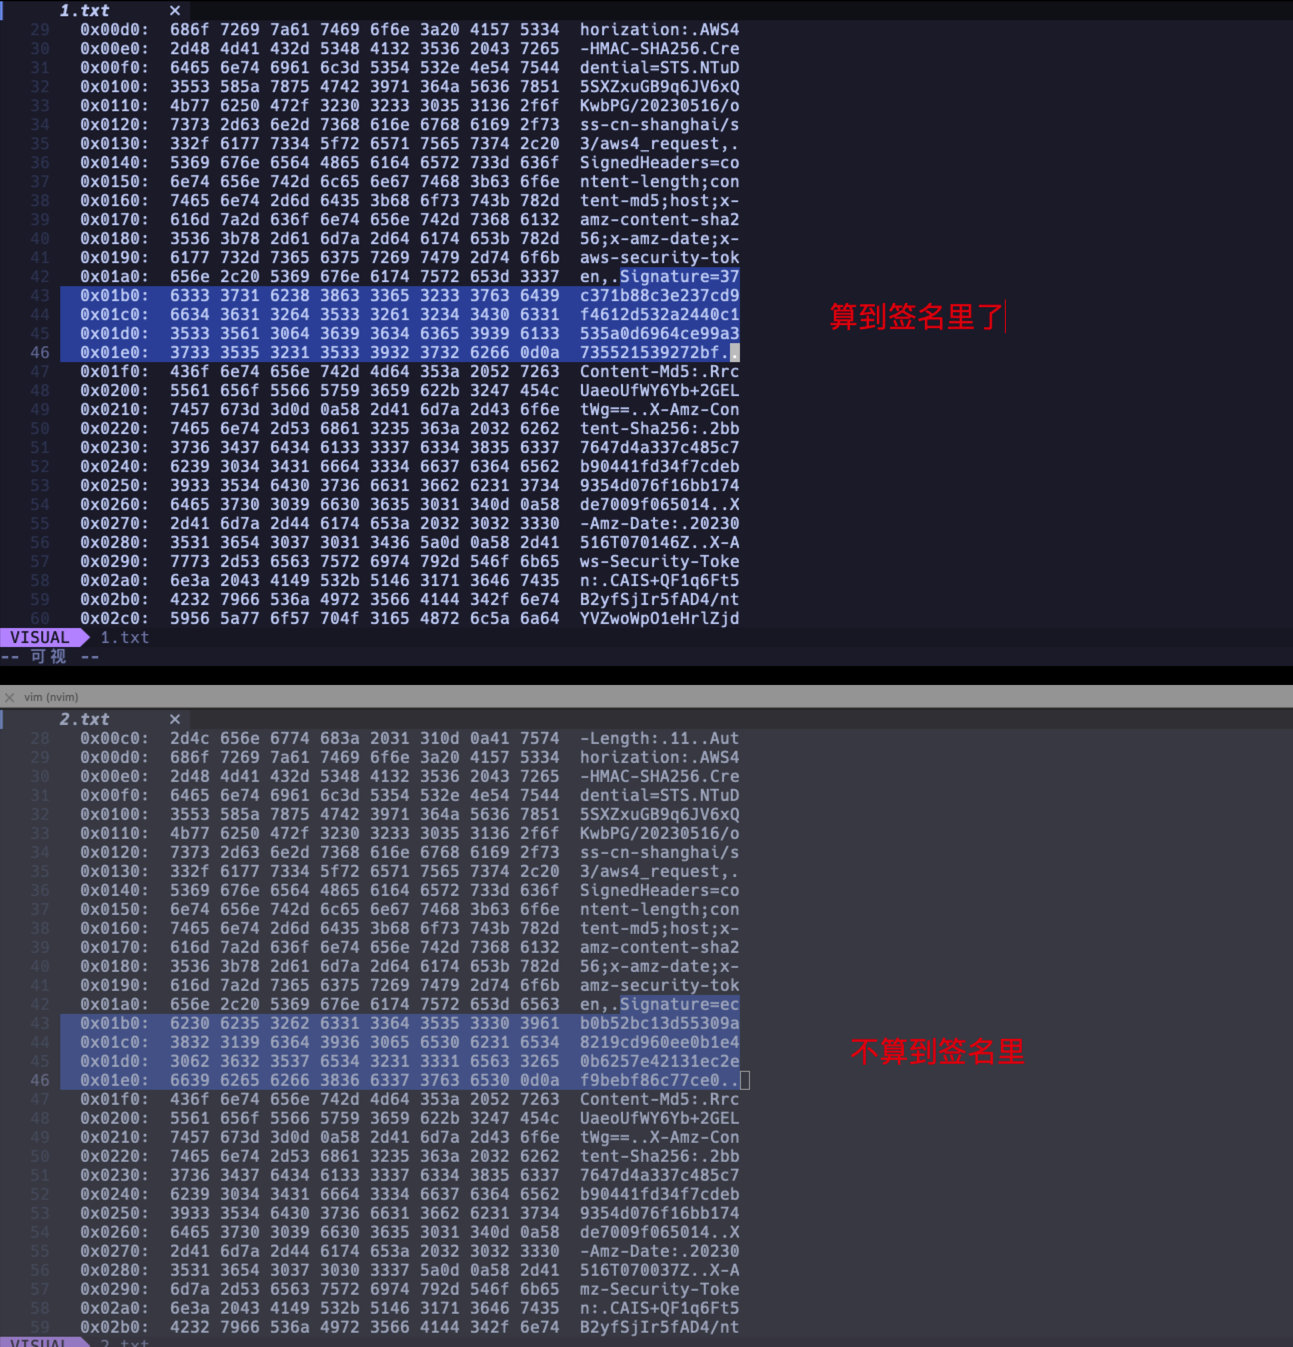 1.txt ×
29 0x00d0: 686f 7269 7a61 7469 6f6e 3a20 4157 5334 horization:.AWS4
30 0x00e0: 2d48 4d41 432d 5348 4132 3536 2043 7265 -HMAC-SHA256.Cre
31 0x00f0: 6465 6e74 6961 6c3d 5354 532e 4e54 7544 dential=STS.NTuD
32 0x0100: 3553 585a 7875 4742 3971 364a 5636 7851 5SXZxuGB9q6JV6xQ
33 0x0110: 4b77 6250 472f 3230 3233 3035 3136 2f6f KwbPG/20230516/o
34 0x0120: 7373 2d63 6e2d 7368 616e 6768 6169 2f73 ss-cn-shanghai/s
35 0x0130: 332f 6177 7334 5f72 6571 7565 7374 2c20 3/aws4_request,.
36 0x0140: 5369 676e 6564 4865 6164 6572 733d 636f SignedHeaders=co
37 0x0150: 6e74 656e 742d 6c65 6e67 7468 3b63 6f6e ntent-length;con
38 0x0160: 7465 6e74 2d6d 6435 3b68 6f73 743b 782d tent-md5;host;x-
39 0x0170: 616d 7a2d 636f 6e74 656e 742d 7368 6132 amz-content-sha2
40 0x0180: 3536 3b78 2d61 6d7a 2d64 6174 653b 782d 56;x-amz-date;x-
41 0x0190: 6177 732d 7365 6375 7269 7479 2d74 6f6b aws-security-tok
42 0x01a0: 656e 2c20 5369 676e 6174 7572 653d 3337 en,.Signature=37
43 0x01b0: 6333 3731 6238 3863 3365 3233 3763 6439 c371b88c3e237cd9
44 0x01c0: 6634 3631 3264 3533 3261 3234 3430 6331 f4612d532a2440c1
45 0x01d0: 3533 3561 3064 3639 3634 6365 3939 6133 535a0d6964ce99a3
46 0x01e0: 3733 3535 3231 3533 3932 3732 6266 0d0a 735521539272bf..
47 0x01f0: 436f 6e74 656e 742d 4d64 353a 2052 7263 Content-Md5:.Rrc
48 0x0200: 5561 656f 5566 5759 3659 622b 3247 454c UaeoUfWY6Yb+2GEL
49 0x0210: 7457 673d 3d0d 0a58 2d41 6d7a 2d43 6f6e tWg==..X-Amz-Con
50 0x0220: 7465 6e74 2d53 6861 3235 363a 2032 6262 tent-Sha256:.2bb
51 0x0230: 3736 3437 6434 6133 3337 6334 3835 6337 7647d4a337c485c7
52 0x0240: 6239 3034 3431 6664 3334 6637 6364 6562 b90441fd34f7cdeb
53 0x0250: 3933 3534 6430 3736 6631 3662 6231 3734 9354d076f16bb174
54 0x0260: 6465 3730 3039 6630 3635 3031 340d 0a58 de7009f065014..X
55 0x0270: 2d41 6d7a 2d44 6174 653a 2032 3032 3330 -Amz-Date:.20230
56 0x0280: 3531 3654 3037 3031 3436 5a0d 0a58 2d41 516T070146Z..X-A
57 0x0290: 7773 2d53 6563 7572 6974 792d 546f 6b65 ws-Security-Toke
58 0x02a0: 6e3a 2043 4149 532b 5146 3171 3646 7435 n:.CAIS+QF1q6Ft5
59 0x02b0: 4232 7966 536a 4972 3566 4144 342f 6e74 B2yfSjIr5fAD4/nt
60 0x02c0: 5956 5a77 6f57 704f 3165 4872 6c5a 6a64 YVZwoWpO1eHrlZjd
算到签名里了
VISUAL 1.txt
-- 可视 --
× vim (nvim)
2.txt ×
28 0x00c0: 2d4c 656e 6774 683a 2031 310d 0a41 7574 -Length:.11..Aut
29 0x00d0: 686f 7269 7a61 7469 6f6e 3a20 4157 5334 horization:.AWS4
30 0x00e0: 2d48 4d41 432d 5348 4132 3536 2043 7265 -HMAC-SHA256.Cre
31 0x00f0: 6465 6e74 6961 6c3d 5354 532e 4e54 7544 dential=STS.NTuD
32 0x0100: 3553 585a 7875 4742 3971 364a 5636 7851 5SXZxuGB9q6JV6xQ
33 0x0110: 4b77 6250 472f 3230 3233 3035 3136 2f6f KwbPG/20230516/o
34 0x0120: 7373 2d63 6e2d 7368 616e 6768 6169 2f73 ss-cn-shanghai/s
35 0x0130: 332f 6177 7334 5f72 6571 7565 7374 2c20 3/aws4_request,.
36 0x0140: 5369 676e 6564 4865 6164 6572 733d 636f SignedHeaders=co
37 0x0150: 6e74 656e 742d 6c65 6e67 7468 3b63 6f6e ntent-length;con
38 0x0160: 7465 6e74 2d6d 6435 3b68 6f73 743b 782d tent-md5;host;x-
39 0x0170: 616d 7a2d 636f 6e74 656e 742d 7368 6132 amz-content-sha2
40 0x0180: 3536 3b78 2d61 6d7a 2d64 6174 653b 782d 56;x-amz-date;x-
41 0x0190: 616d 7a2d 7365 6375 7269 7479 2d74 6f6b amz-security-tok
42 0x01a0: 656e 2c20 5369 676e 6174 7572 653d 6563 en,.Signature=ec
43 0x01b0: 6230 6235 3262 6331 3364 3535 3330 3961 b0b52bc13d55309a
44 0x01c0: 3832 3139 6364 3936 3065 6530 6231 6534 8219cd960ee0b1e4
45 0x01d0: 3062 3632 3537 6534 3231 3331 6563 3265 0b6257e42131ec2e
46 0x01e0: 6639 6265 6266 3836 6337 3763 6530 0d0a f9bebf86c77ce0..
47 0x01f0: 436f 6e74 656e 742d 4d64 353a 2052 7263 Content-Md5:.Rrc
48 0x0200: 5561 656f 5566 5759 3659 622b 3247 454c UaeoUfWY6Yb+2GEL
49 0x0210: 7457 673d 3d0d 0a58 2d41 6d7a 2d43 6f6e tWg==..X-Amz-Con
50 0x0220: 7465 6e74 2d53 6861 3235 363a 2032 6262 tent-Sha256:.2bb
51 0x0230: 3736 3437 6434 6133 3337 6334 3835 6337 7647d4a337c485c7
52 0x0240: 6239 3034 3431 6664 3334 6637 6364 6562 b90441fd34f7cdeb
53 0x0250: 3933 3534 6430 3736 6631 3662 6231 3734 9354d076f16bb174
54 0x0260: 6465 3730 3039 6630 3635 3031 340d 0a58 de7009f065014..X
55 0x0270: 2d41 6d7a 2d44 6174 653a 2032 3032 3330 -Amz-Date:.20230
56 0x0280: 3531 3654 3037 3030 3337 5a0d 0a58 2d41 516T070037Z..X-A
57 0x0290: 6d7a 2d53 6563 7572 6974 792d 546f 6b65 mz-Security-Toke
58 0x02a0: 6e3a 2043 4149 532b 5146 3171 3646 7435 n:.CAIS+QF1q6Ft5
59 0x02b0: 4232 7966 536a 4972 3566 4144 342f 6e74 B2yfSjIr5fAD4/nt
不算到签名里
VISUAL 2.txt